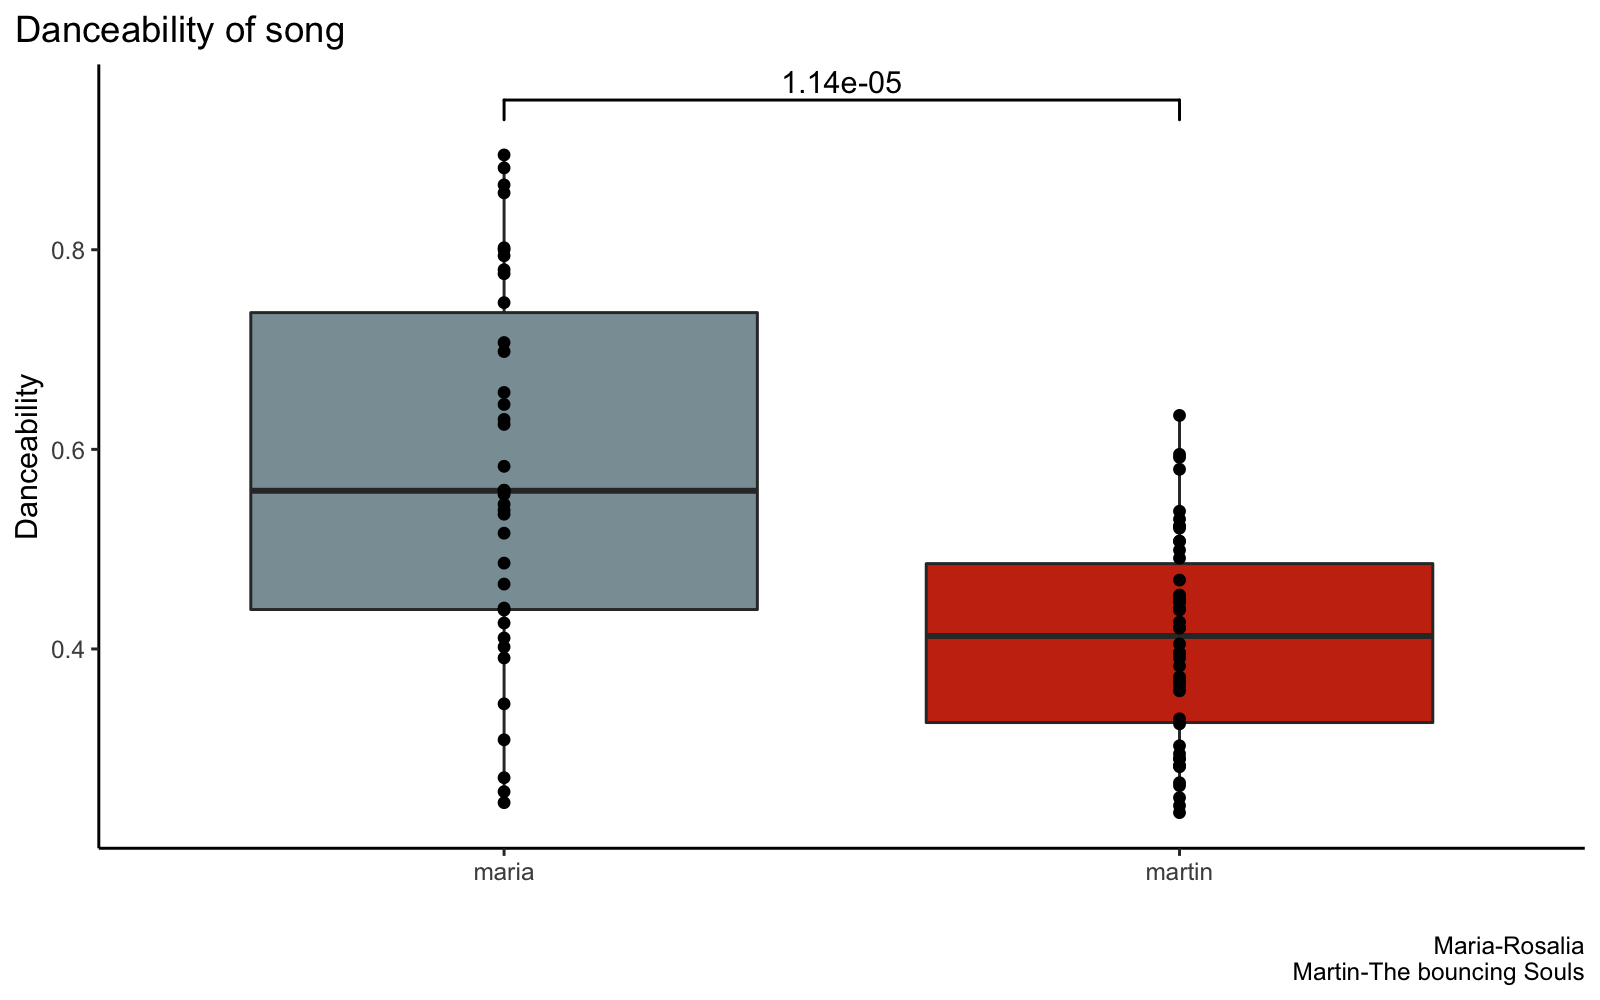 Danceability of song
1.14e-05
Danceability
0.8
0.6
0.4
maria
martin
Maria-Rosalia
Martin-The bouncing Souls